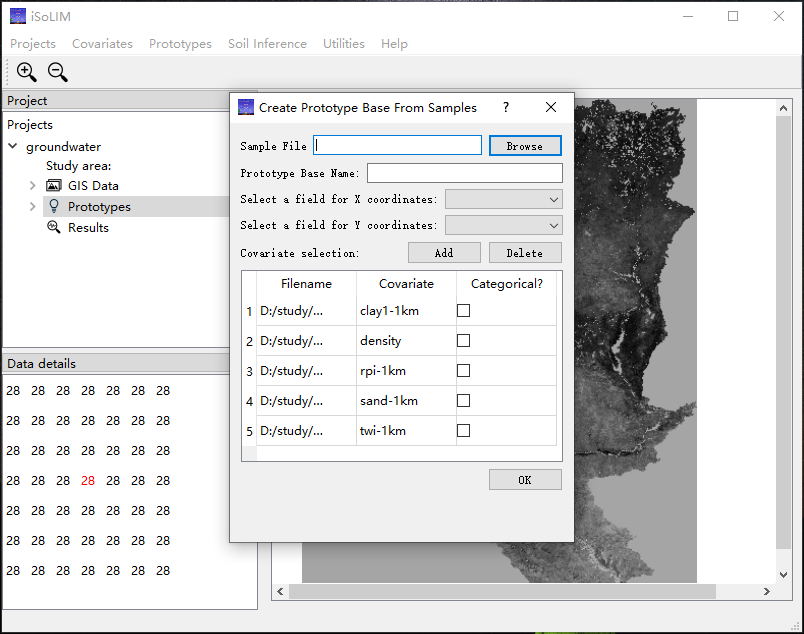 iSoLIM
Projects Covariates Prototypes Soil Inference Utilities Help
Project
Projects
groundwater
Study area:
GIS Data
Prototypes
Results
Data details
28 28 28 28 28 28 28
28 28 28 28 28 28 28
28 28 28 28 28 28 28
28 28 28 28 28 28 28
28 28 28 28 28 28 28
28 28 28 28 28 28 28
28 28 28 28 28 28 28
Create Prototype Base From Samples ?
Sample File Browse
Prototype Base Name:
Select a field for X coordinates:
Select a field for Y coordinates:
Covariate selection: Add Delete
Filename Covariate Categorical?
1 D:/study/... clay1-1km
2 D:/study/... density
3 D:/study/... rpi-1km
4 D:/study/... sand-1km
5 D:/study/... twi-1km
OK